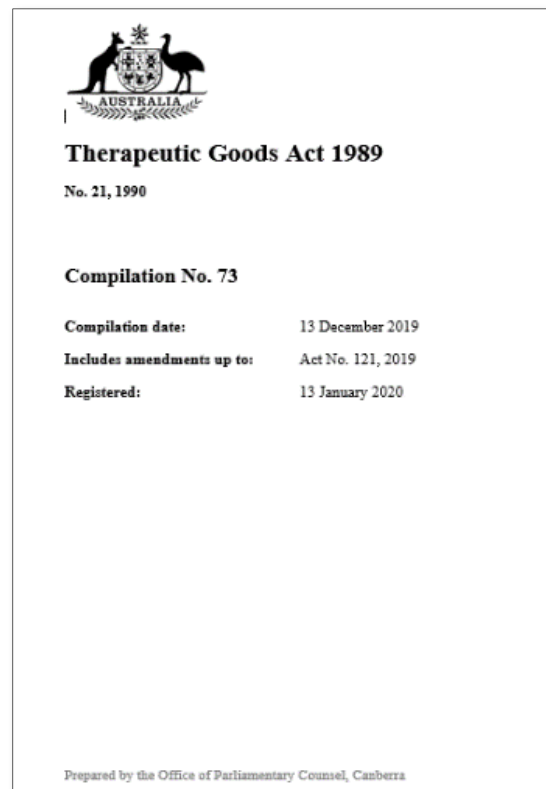 AUSTRALIA
Therapeutic Goods Act 1989
No. 21, 1990
Compilation No. 73
Compilation date: 13 December 2019
Includes amendments up to: Act No. 121, 2019
Registered: 13 January 2020
Prepared by the Office of Parliamentary Counsel, Canberra